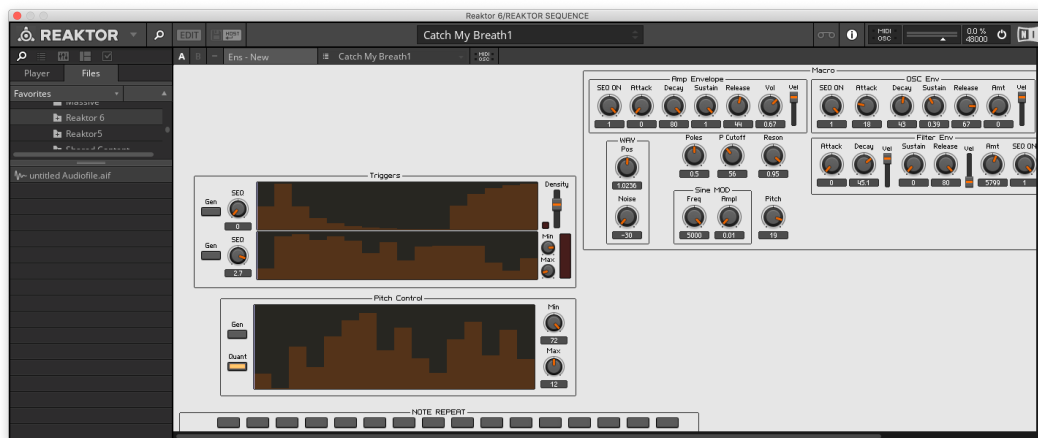 Reaktor 6/REAKTOR SEQUENCE
REAKTOR
EDIT
HOST
Catch My Breath1
MIDI
OSC
0.0 %
48000
A
Ens - New
Catch My Breath1
MIDI
OSC
Player
Files
Favorites
Massive
Reaktor 6
Reaktor5
Shared Content
untitled Audiofile.aif
Macro
Amp Envelope
SEQ ON Attack Decay Sustain Release Vol Vel
1 0 80 1 44 0.67
OSC Env
SEQ ON Attack Decay Sustain Release Amt Vel
1 18 43 0.39 67 0
WAV
Pos
1.0236
Noise
-30
Poles P Cutoff Reson
0.5 56 0.95
Sine MOD
Freq Ampl
5000 0.01
Pitch
19
Filter Env
Attack Decay Vel Sustain Release Vel Amt SEQ ON
0 45.1 0 80 5799 1
Triggers
Gen
SEQ
0
Density
Gen
SEQ
2.7
Min
Max
Pitch Control
Gen
Quant
Min
72
Max
12
NOTE REPEAT